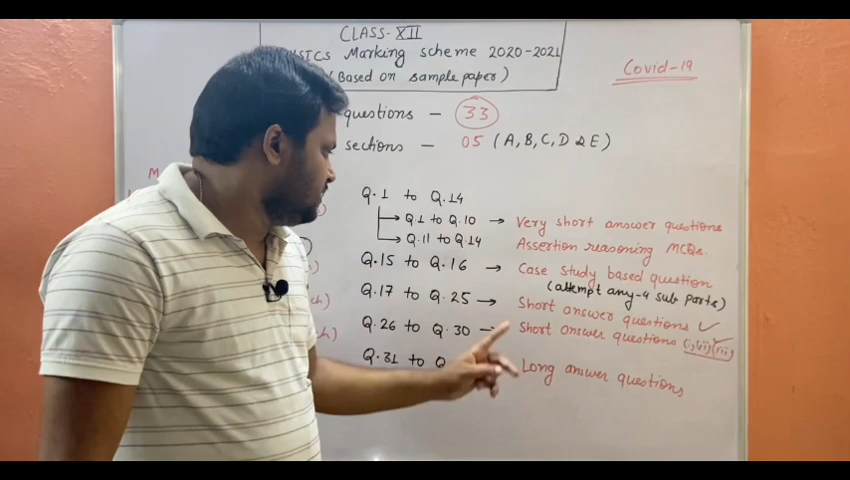 CLASS-XII
Marking scheme 2020-2021
(Based on sample paper)
Covid-19
questions - 33
sections - 05 (A, B, C, D & E)
Q.1 to Q.14
Q.1 to Q.10 → Very short answer questions
Q.11 to Q.14 Assertion reasoning MCQs.
Q.15 to Q.16 → Case study based question
(attempt any-4 sub parts)
Q.17 to Q.25 → Short answer questions ✓
Q.26 to Q.30 → Short answer questions (i,ii,iii)
Q.31 to Q Long answer questions